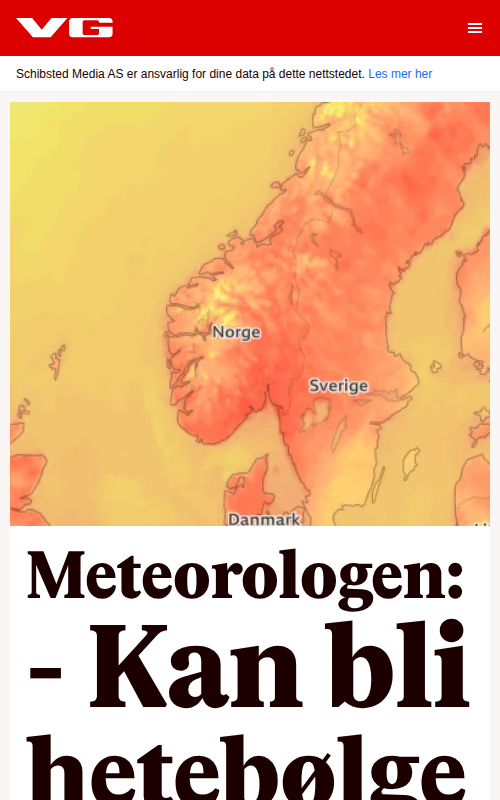 VG
Schibsted Media AS er ansvarlig for dine data på dette nettstedet. Les mer her
Norge
Sverige
Danmark
Meteorologen:
- Kan bli
hetebølge